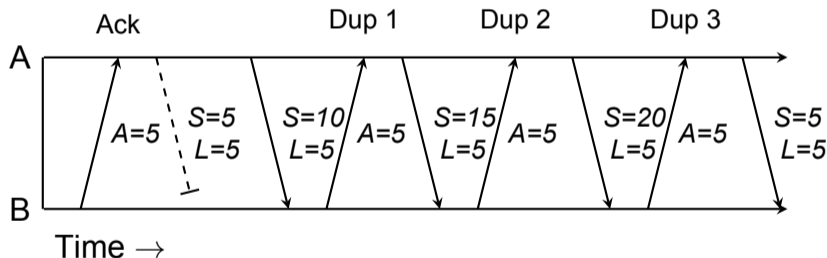 Ack Dup 1 Dup 2 Dup 3
A
S=5 S=10 S=15 S=20 S=5
A=5 A=5 A=5 A=5
L=5 L=5 L=5 L=5 L=5
B
Time →